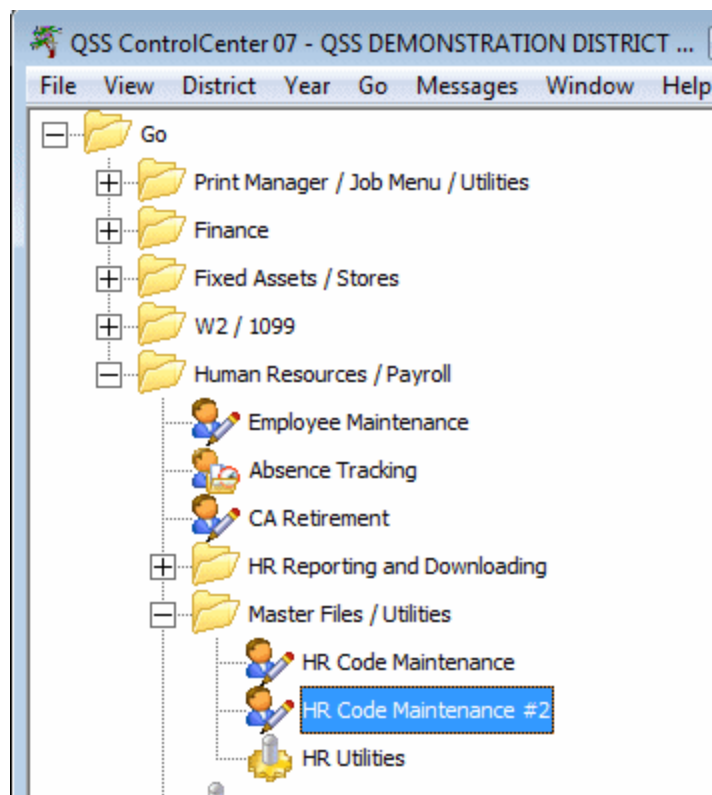 QSS ControlCenter 07 - QSS DEMONSTRATION DISTRICT ...
File View District Year Go Messages Window Help
Go
Print Manager / Job Menu / Utilities
Finance
Fixed Assets / Stores
W2 / 1099
Human Resources / Payroll
Employee Maintenance
Absence Tracking
CA Retirement
HR Reporting and Downloading
Master Files / Utilities
HR Code Maintenance
HR Code Maintenance #2
HR Utilities